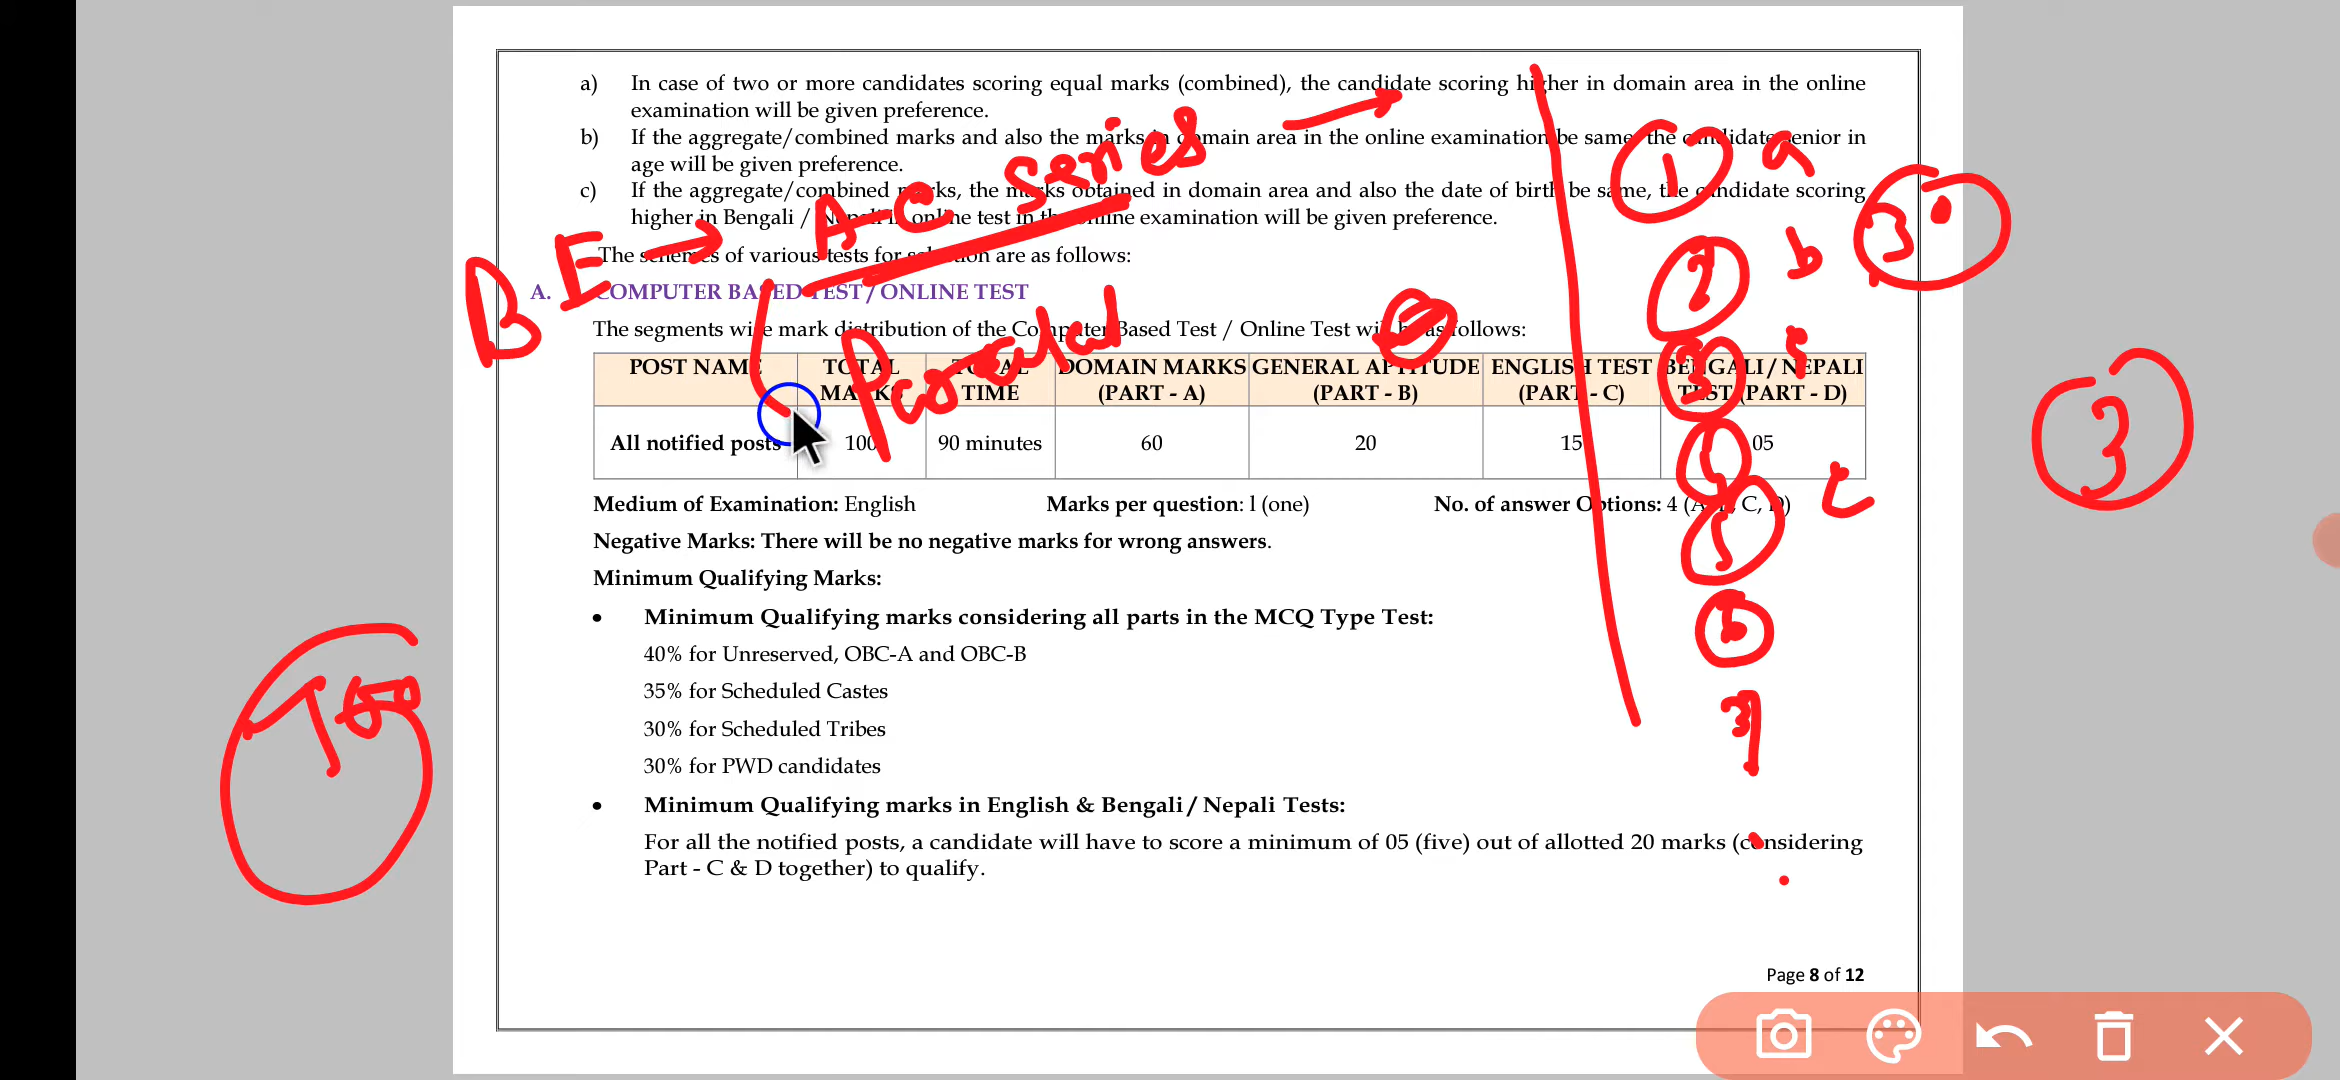 a) In case of two or more candidates scoring equal marks (combined), the candidate scoring higher in domain area in the online
examination will be given preference.
b) If the aggregate/combined marks and also the marks in domain area in the online examination be same, the candidate senior in
age will be given preference.
c) If the aggregate/combined marks, the marks obtained in domain area and also the date of birth be same, the candidate scoring
higher in Bengali / Nepali in online test in the online examination will be given preference.
The schemes of various tests for selection are as follows:
A. COMPUTER BASED TEST/ ONLINE TEST
The segments wise mark distribution of the Computer Based Test / Online Test will be as follows:
POST NAME TOTAL MARKS TOTAL TIME DOMAIN MARKS (PART - A) GENERAL APTITUDE (PART - B) ENGLISH TEST (PART - C) BENGALI / NEPALI TEST (PART - D)
All notified posts 100 90 minutes 60 20 15 05
Medium of Examination: English Marks per question: 1 (one) No. of answer Options: 4 (A, B, C, D)
Negative Marks: There will be no negative marks for wrong answers.
Minimum Qualifying Marks:
• Minimum Qualifying marks considering all parts in the MCQ Type Test:
40% for Unreserved, OBC-A and OBC-B
35% for Scheduled Castes
30% for Scheduled Tribes
30% for PWD candidates
• Minimum Qualifying marks in English & Bengali / Nepali Tests:
For all the notified posts, a candidate will have to score a minimum of 05 (five) out of allotted 20 marks (considering
Part - C & D together) to qualify.
Page 8 of 12
BE → AC series →
1 a
2 b
3
3